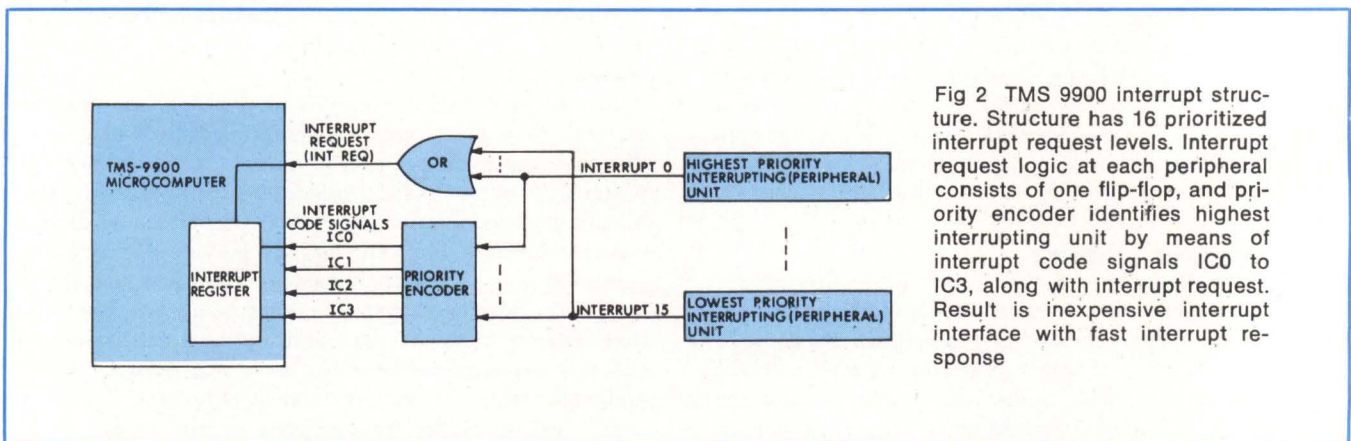 TMS-9900
MICROCOMPUTER
INTERRUPT
REGISTER
INTERRUPT
REQUEST
(INT REQ)
INTERRUPT
CODE SIGNALS
IC0
IC1
IC2
IC3
OR
PRIORITY
ENCODER
INTERRUPT 0
INTERRUPT 15
HIGHEST PRIORITY
INTERRUPTING (PERIPHERAL)
UNIT
LOWEST PRIORITY
INTERRUPTING (PERIPHERAL)
UNIT
Fig 2 TMS 9900 interrupt struc-
ture. Structure has 16 prioritized
interrupt request levels. Interrupt
request logic at each peripheral
consists of one flip-flop, and pri-
ority encoder identifies highest
interrupting unit by means of
interrupt code signals IC0 to
IC3, along with interrupt request.
Result is inexpensive interrupt
interface with fast interrupt re-
sponse